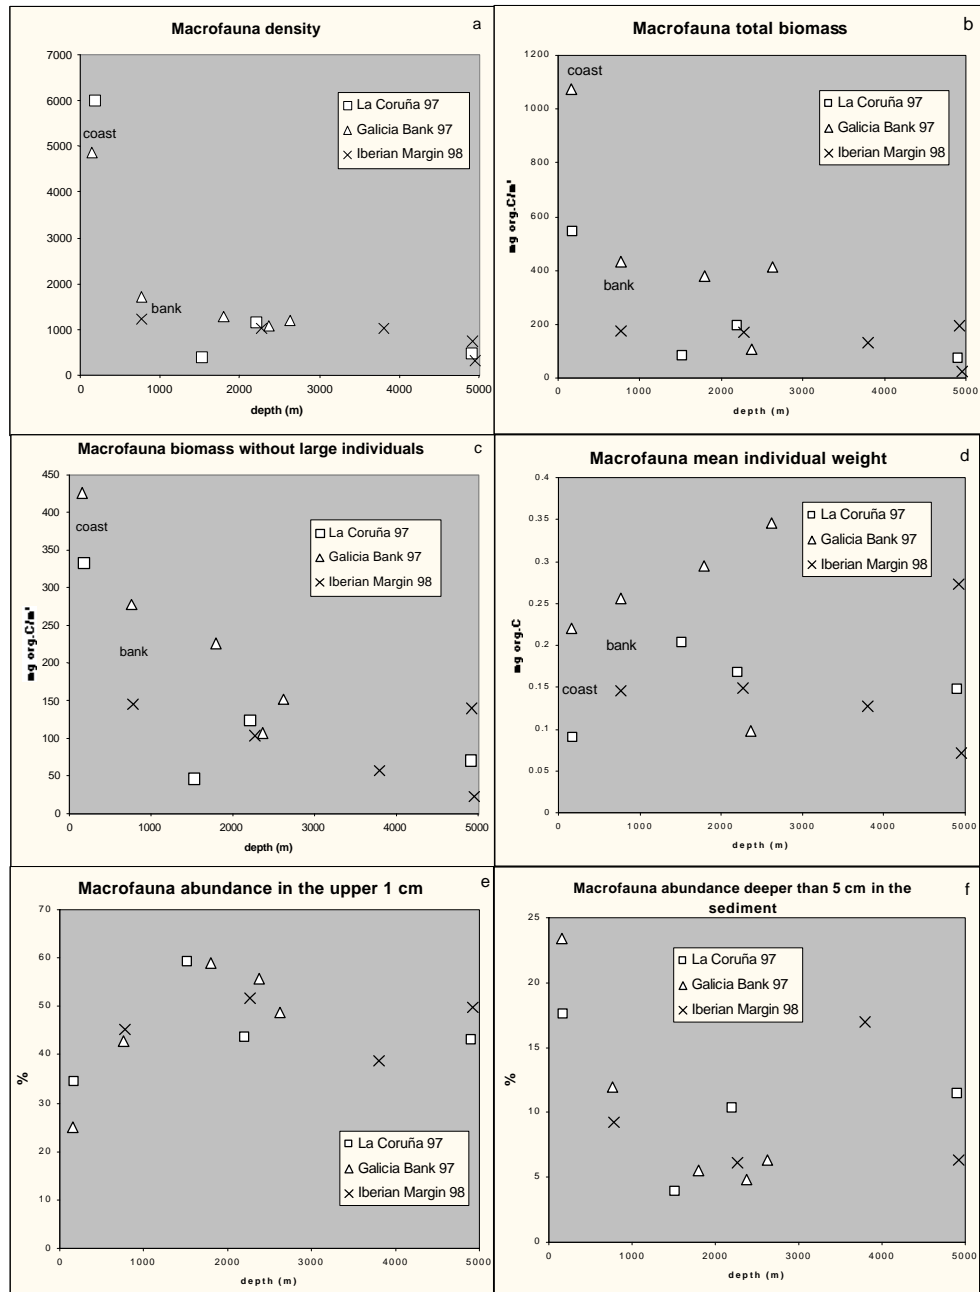 Macrofauna density
a
7000
6000
5000
4000
3000
2000
1000
0
La Coruña 97
Galicia Bank 97
Iberian Margin 98
coast
bank
0 1000 2000 3000 4000 5000
depth (m)
Macrofauna total biomass
b
1200
1000
800
600
400
200
0
mg org.C/m'
coast
La Coruña 97
Galicia Bank 97
Iberian Margin 98
bank
0 1000 2000 3000 4000 5000
depth (m)
Macrofauna biomass without large individuals
c
450
400
350
300
250
200
150
100
50
0
mg org.C/m'
coast
La Coruña 97
Galicia Bank 97
Iberian Margin 98
bank
0 1000 2000 3000 4000 5000
depth (m)
Macrofauna mean individual weight
d
0.4
0.35
0.3
0.25
0.2
0.15
0.1
0.05
0
mg org.C
La Coruña 97
Galicia Bank 97
Iberian Margin 98
bank
coast
0 1000 2000 3000 4000 5000
depth (m)
Macrofauna abundance in the upper 1 cm
e
70
60
50
40
30
20
10
0
%
La Coruña 97
Galicia Bank 97
Iberian Margin 98
0 1000 2000 3000 4000 5000
depth (m)
Macrofauna abundance deeper than 5 cm in the
sediment
f
25
20
15
10
5
0
%
La Coruña 97
Galicia Bank 97
Iberian Margin 98
0 1000 2000 3000 4000 5000
depth (m)